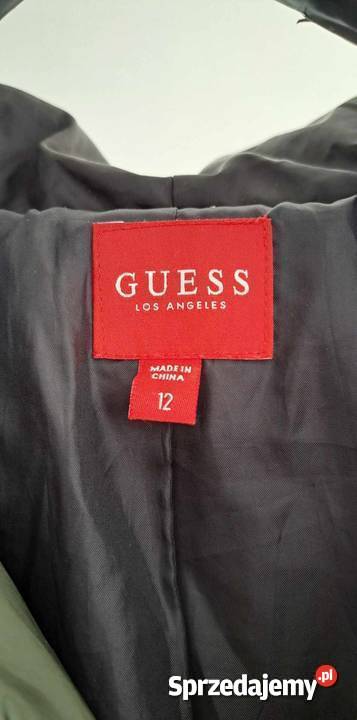 GUESS
LOS ANGELES
MADE IN
CHINA
12
Sprzedajemy.pl